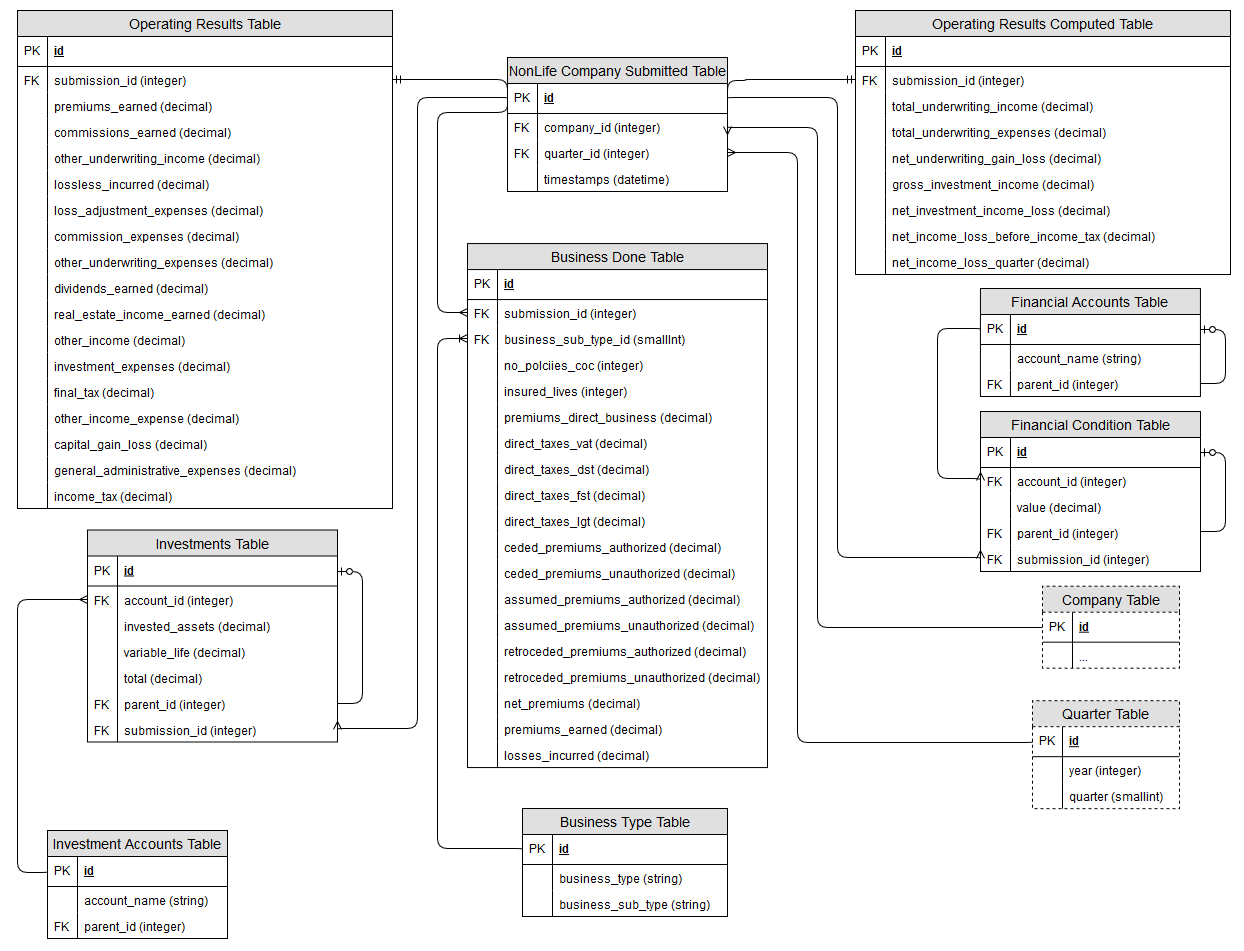 Operating Results Table
PK id
FK submission_id (integer)
premiums_earned (decimal)
commissions_earned (decimal)
other_underwriting_income (decimal)
lossless_incurred (decimal)
loss_adjustment_expenses (decimal)
commission_expenses (decimal)
other_underwriting_expenses (decimal)
dividends_earned (decimal)
real_estate_income_earned (decimal)
other_income (decimal)
investment_expenses (decimal)
final_tax (decimal)
other_income_expense (decimal)
capital_gain_loss (decimal)
general_administrative_expenses (decimal)
income_tax (decimal)
NonLife Company Submitted Table
PK id
FK company_id (integer)
FK quarter_id (integer)
timestamps (datetime)
Operating Results Computed Table
PK id
FK submission_id (integer)
total_underwriting_income (decimal)
total_underwriting_expenses (decimal)
net_underwriting_gain_loss (decimal)
gross_investment_income (decimal)
net_investment_income_loss (decimal)
net_income_loss_before_income_tax (decimal)
net_income_loss_quarter (decimal)
Business Done Table
PK id
FK submission_id (integer)
FK business_sub_type_id (smallInt)
no_polciies_coc (integer)
insured_lives (integer)
premiums_direct_business (decimal)
direct_taxes_vat (decimal)
direct_taxes_dst (decimal)
direct_taxes_fst (decimal)
direct_taxes_lgt (decimal)
ceded_premiums_authorized (decimal)
ceded_premiums_unauthorized (decimal)
assumed_premiums_authorized (decimal)
assumed_premiums_unauthorized (decimal)
retroceded_premiums_authorized (decimal)
retroceded_premiums_unauthorized (decimal)
net_premiums (decimal)
premiums_earned (decimal)
losses_incurred (decimal)
Financial Accounts Table
PK id
account_name (string)
FK parent_id (integer)
Financial Condition Table
PK id
FK account_id (integer)
value (decimal)
FK parent_id (integer)
FK submission_id (integer)
Investments Table
PK id
FK account_id (integer)
invested_assets (decimal)
variable_life (decimal)
total (decimal)
FK parent_id (integer)
FK submission_id (integer)
Company Table
PK id
...
Quarter Table
PK id
year (integer)
quarter (smallint)
Investment Accounts Table
PK id
account_name (string)
FK parent_id (integer)
Business Type Table
PK id
business_type (string)
business_sub_type (string)